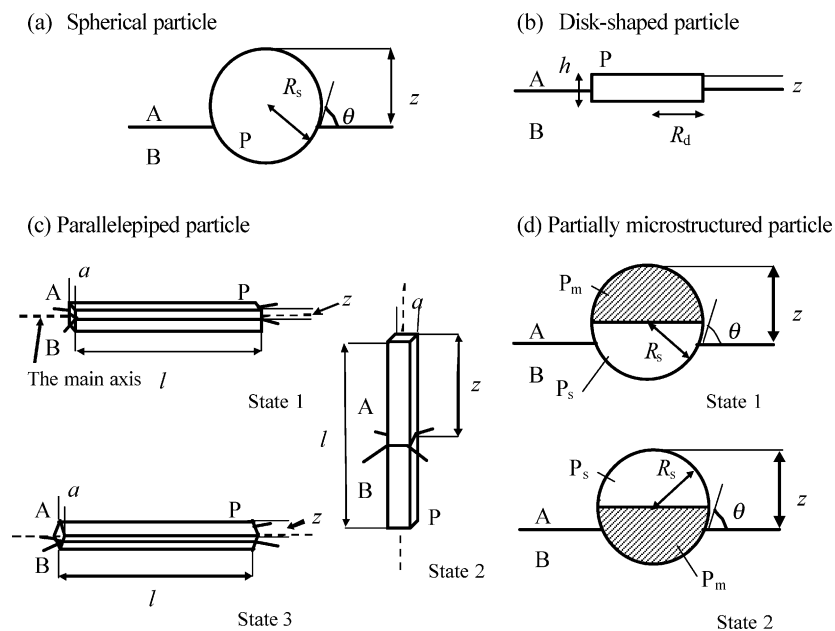 (a) Spherical particle
R_s
z
θ
A
P
B
(b) Disk-shaped particle
P
h
A
z
B
R_d
(c) Parallelepiped particle
a
A
P
z
B
The main axis
l
State 1
a
A
z
l
B
P
State 2
a
A
P
z
B
l
State 3
(d) Partially microstructured particle
P_m
θ
z
A
R_s
B
P_s
State 1
P_s
R_s
z
θ
A
B
P_m
State 2